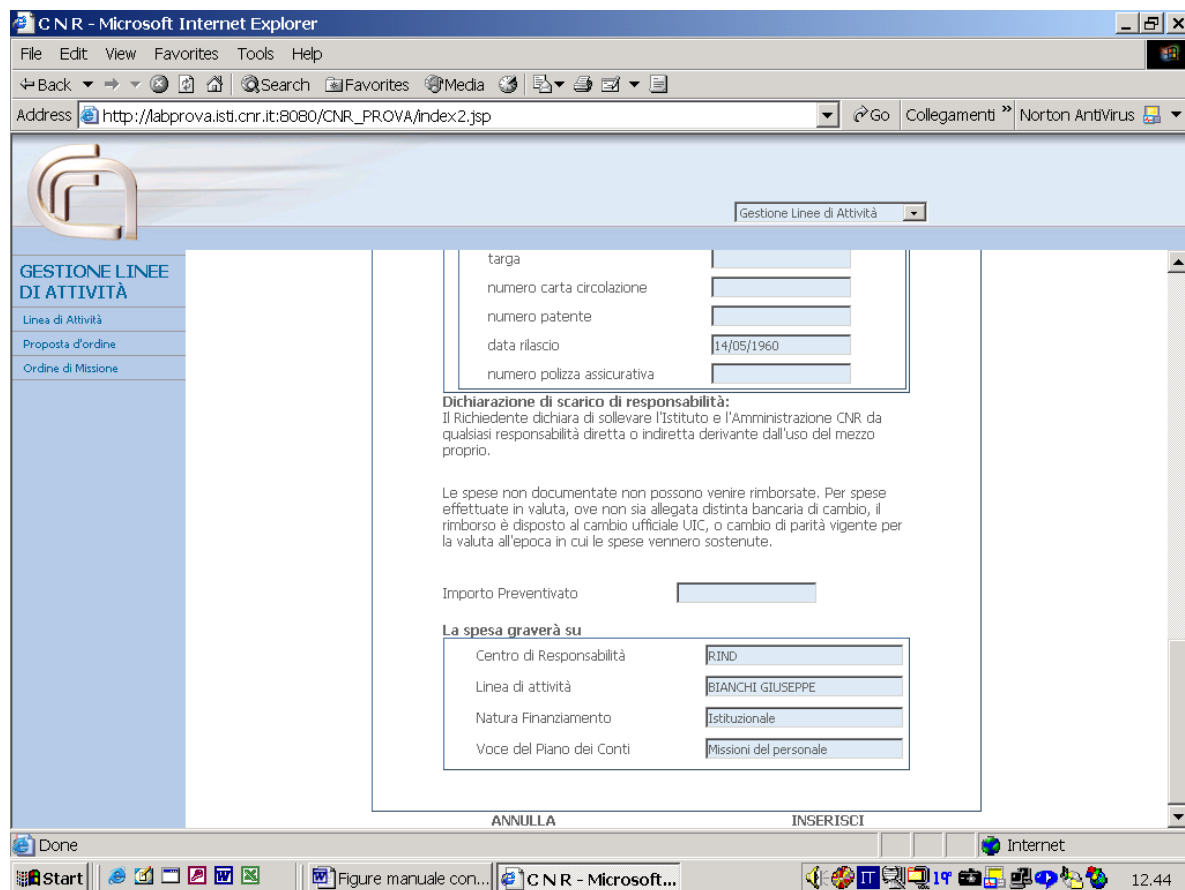 C N R - Microsoft Internet Explorer
File Edit View Favorites Tools Help
Back Search Favorites Media
Address http://labprova.isti.cnr.it:8080/CNR_PROVA/index2.jsp Go Collegamenti » Norton AntiVirus
Gestione Linee di Attività
GESTIONE LINEE
DI ATTIVITÀ
Linea di Attività
Proposta d'ordine
Ordine di Missione
targa
numero carta circolazione
numero patente
data rilascio 14/05/1960
numero polizza assicurativa
Dichiarazione di scarico di responsabilità:
Il Richiedente dichiara di sollevare l'Istituto e l'Amministrazione CNR da
qualsiasi responsabilità diretta o indiretta derivante dall'uso del mezzo
proprio.
Le spese non documentate non possono venire rimborsate. Per spese
effettuate in valuta, ove non sia allegata distinta bancaria di cambio, il
rimborso è disposto al cambio ufficiale UIC, o cambio di parità vigente per
la valuta all'epoca in cui le spese vennero sostenute.
Importo Preventivato
La spesa graverà su
Centro di Responsabilità RIND
Linea di attività BIANCHI GIUSEPPE
Natura Finanziamento Istituzionale
Voce del Piano dei Conti Missioni del personale
ANNULLA INSERISCI
Done Internet
Start Figure manuale con... C N R - Microsoft... IT 12.44